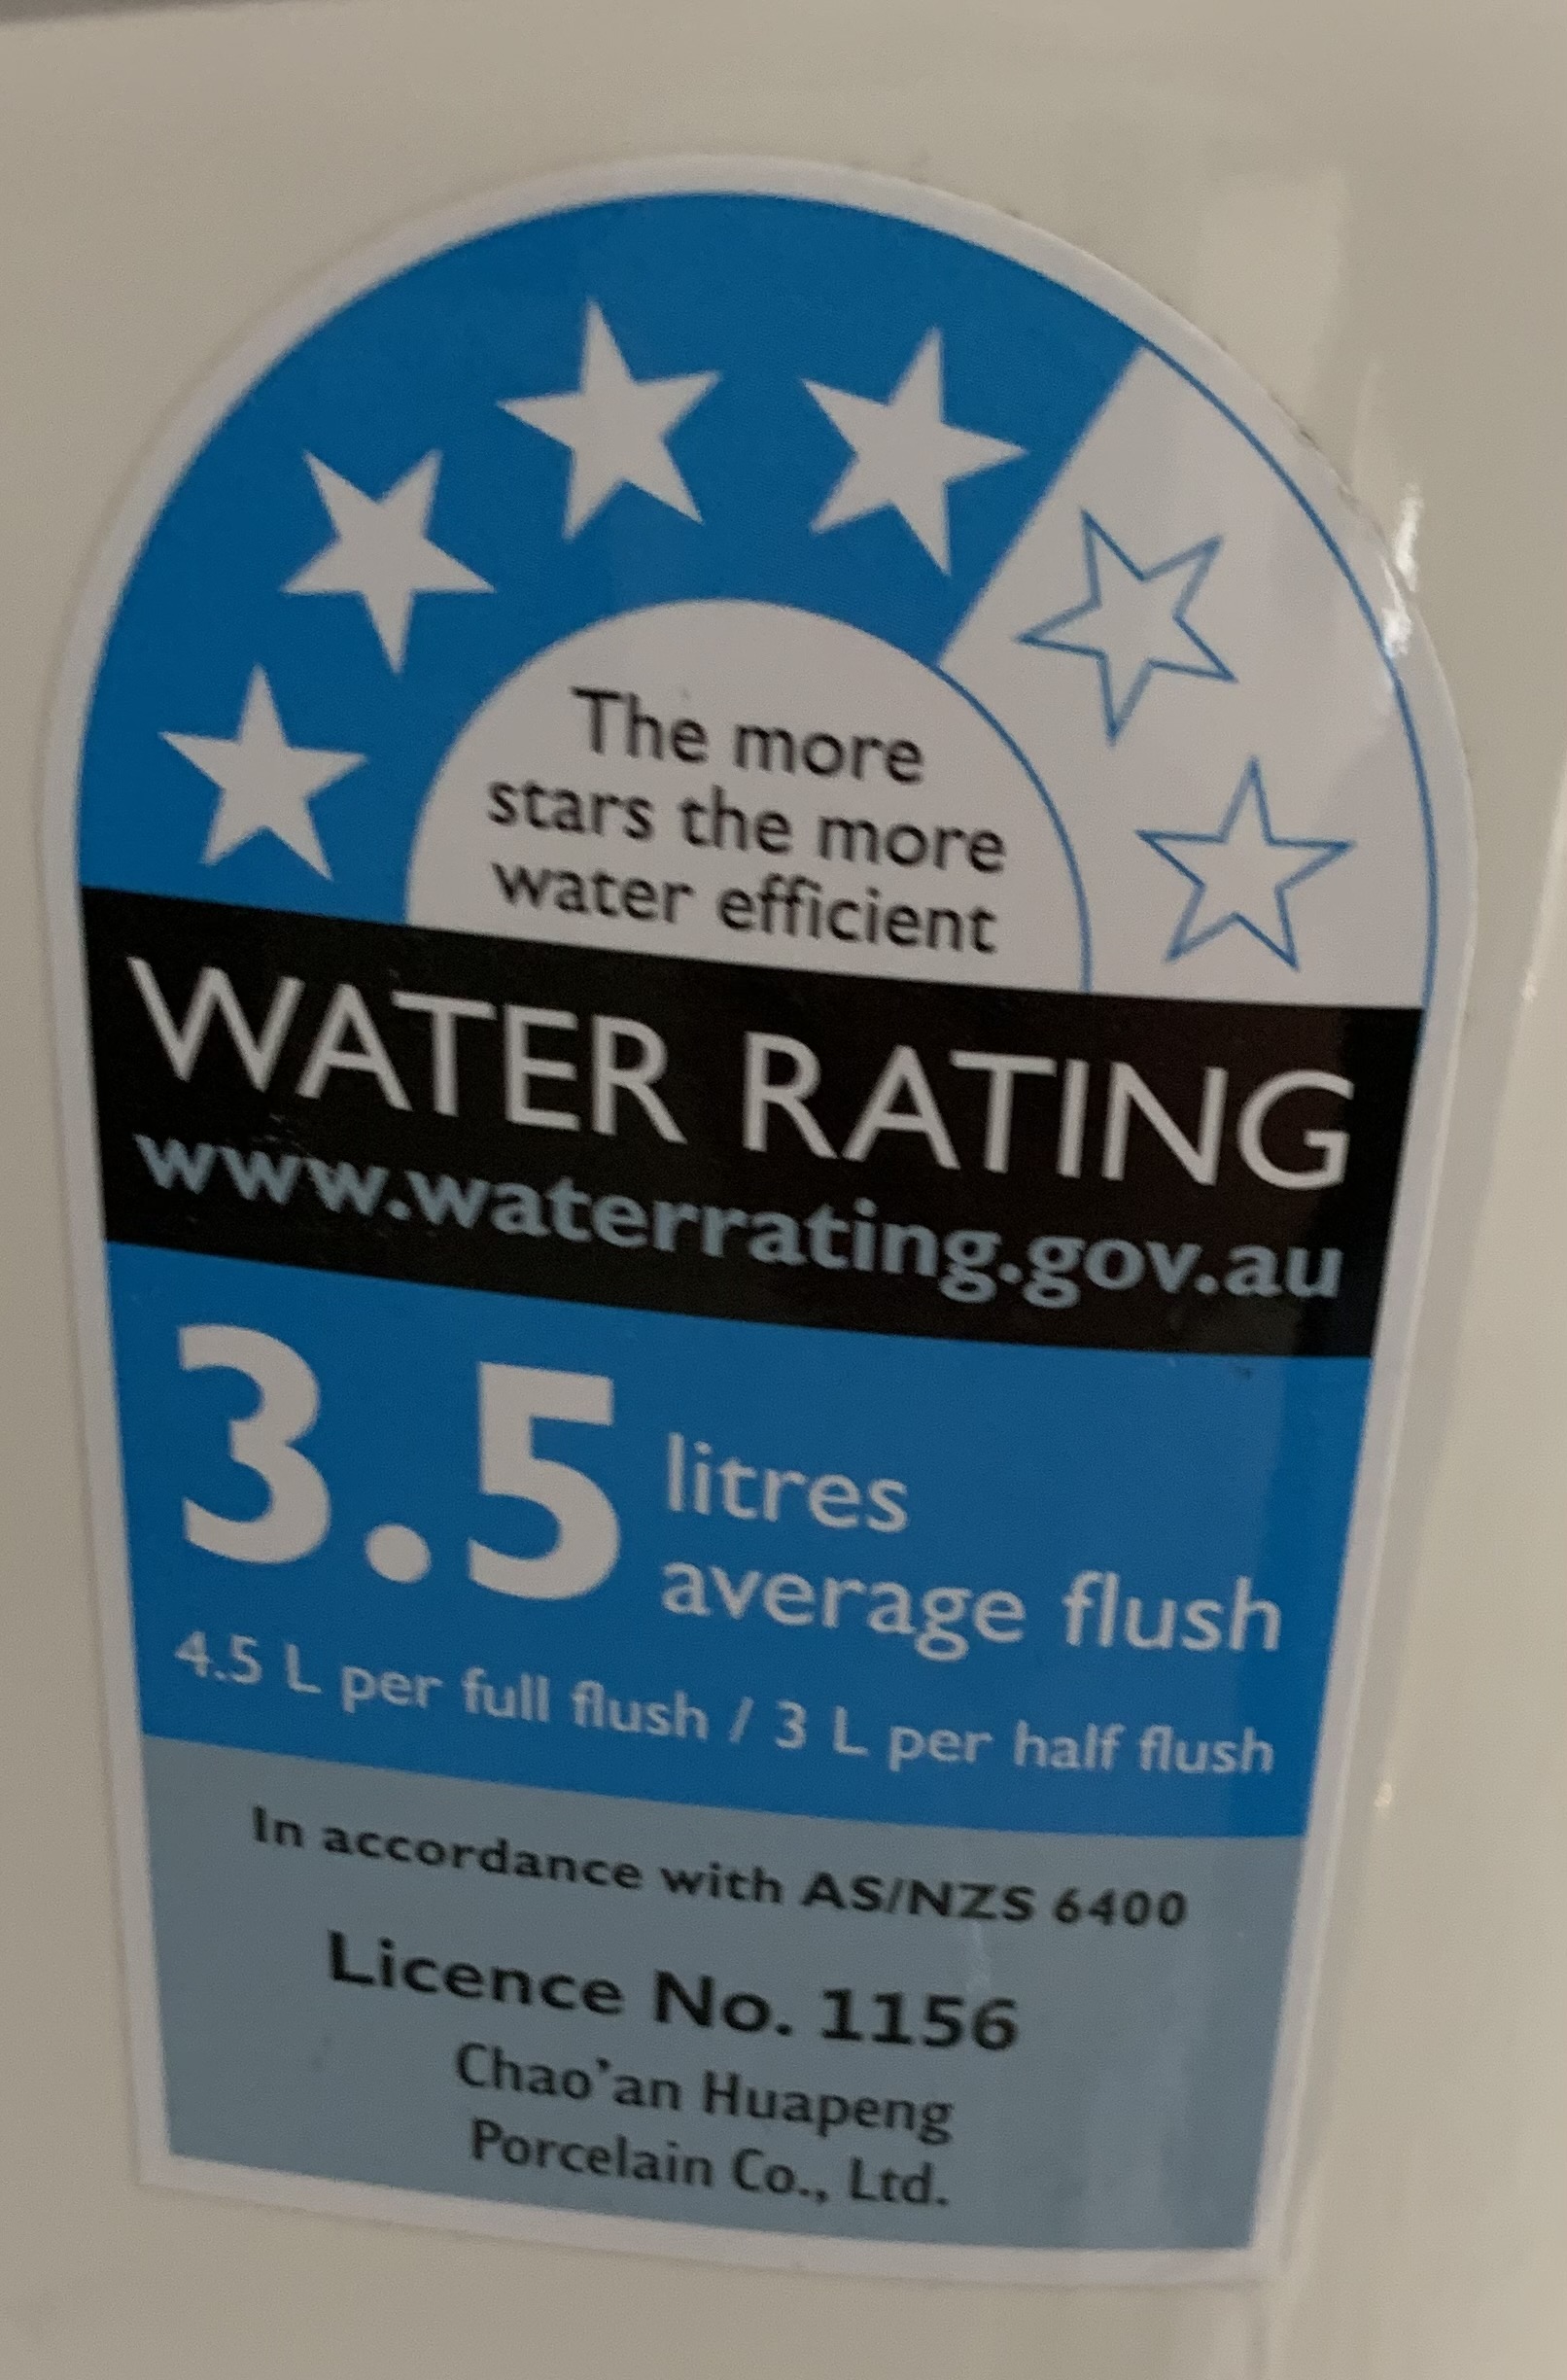 The more
stars the more
water efficient
WATER RATING
www.waterrating.gov.au
3.5 litres
average flush
4.5 L per full flush / 3 L per half flush
In accordance with AS/NZS 6400
Licence No. 1156
Chao'an Huapeng
Porcelain Co., Ltd.